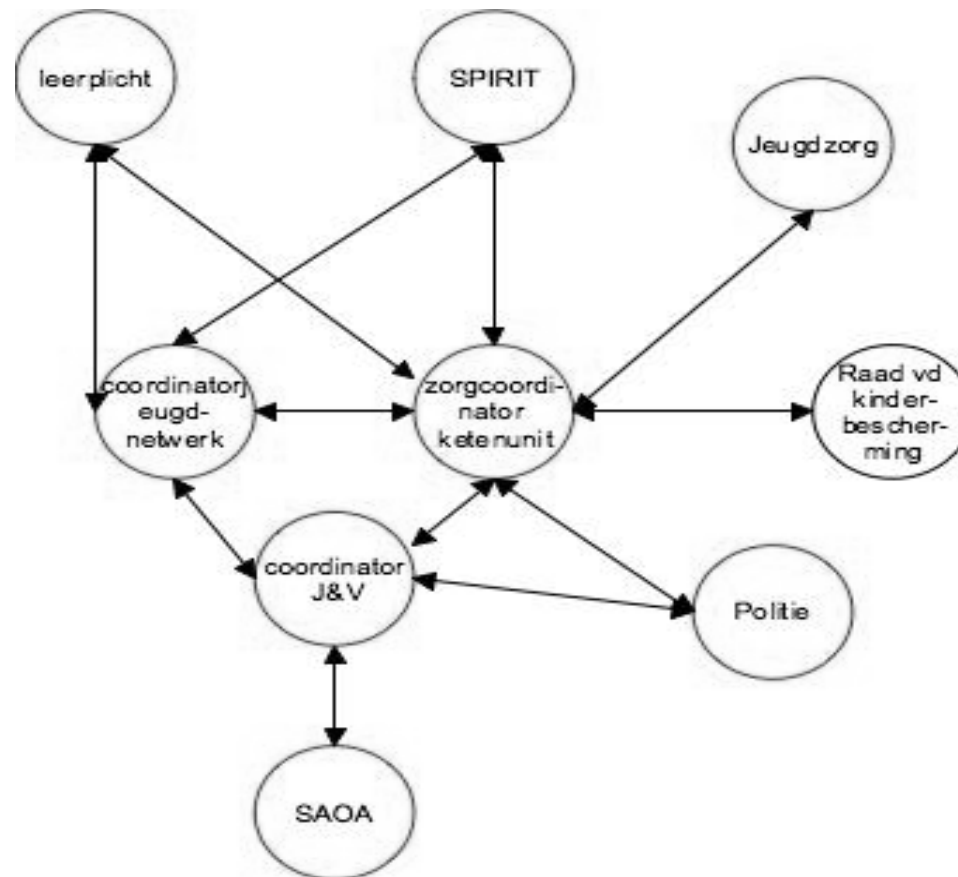 leerplicht
SPIRIT
Jeugdzorg
coordinatorj
eugd-
netwerk
zorgcoordi-
nator
ketenunit
Raad vd
kinder-
bescher-
ming
coordinator
J&V
Politie
SAOA